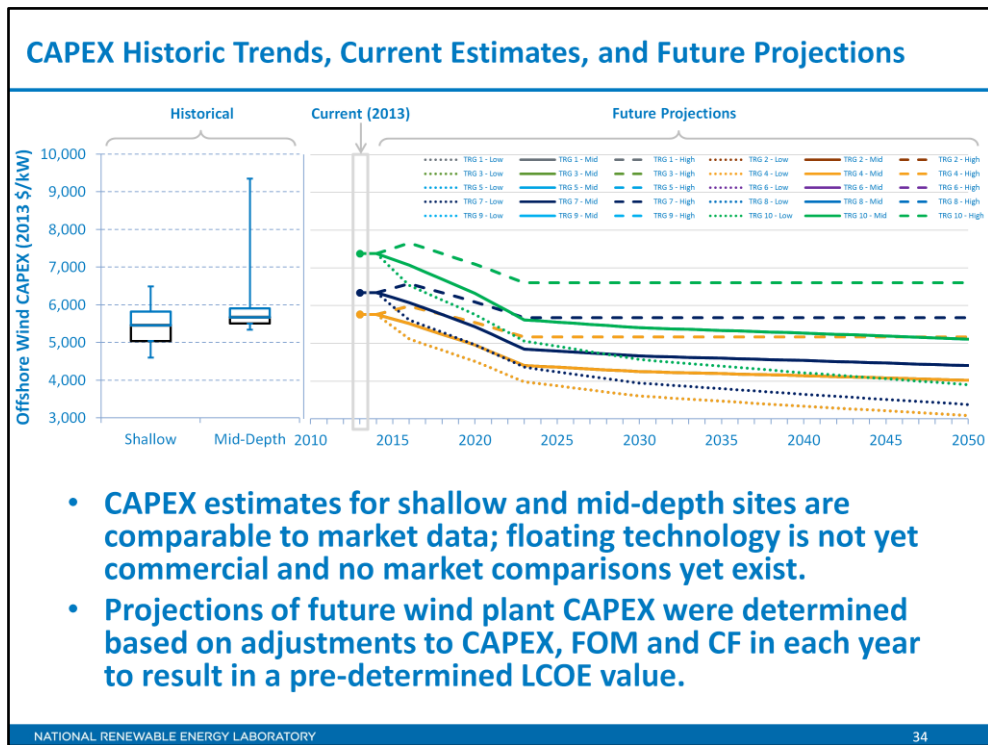 CAPEX Historic Trends, Current Estimates, and Future Projections
Historical
Current (2013)
Future Projections
Offshore Wind CAPEX (2013 $/kW)
10,000
9,000
8,000
7,000
6,000
5,000
4,000
3,000
TRG 1 - Low TRG 1 - Mid TRG 1 - High TRG 2 - Low TRG 2 - Mid TRG 2 - High
TRG 3 - Low TRG 3 - Mid TRG 3 - High TRG 4 - Low TRG 4 - Mid TRG 4 - High
TRG 5 - Low TRG 5 - Mid TRG 5 - High TRG 6 - Low TRG 6 - Mid TRG 6 - High
TRG 7 - Low TRG 7 - Mid TRG 7 - High TRG 8 - Low TRG 8 - Mid TRG 8 - High
TRG 9 - Low TRG 9 - Mid TRG 9 - High TRG 10 - Low TRG 10 - Mid TRG 10 - High
Shallow Mid-Depth 2010 2015 2020 2025 2030 2035 2040 2045 2050
• CAPEX estimates for shallow and mid-depth sites are
comparable to market data; floating technology is not yet
commercial and no market comparisons yet exist.
• Projections of future wind plant CAPEX were determined
based on adjustments to CAPEX, FOM and CF in each year
to result in a pre-determined LCOE value.
NATIONAL RENEWABLE ENERGY LABORATORY 34